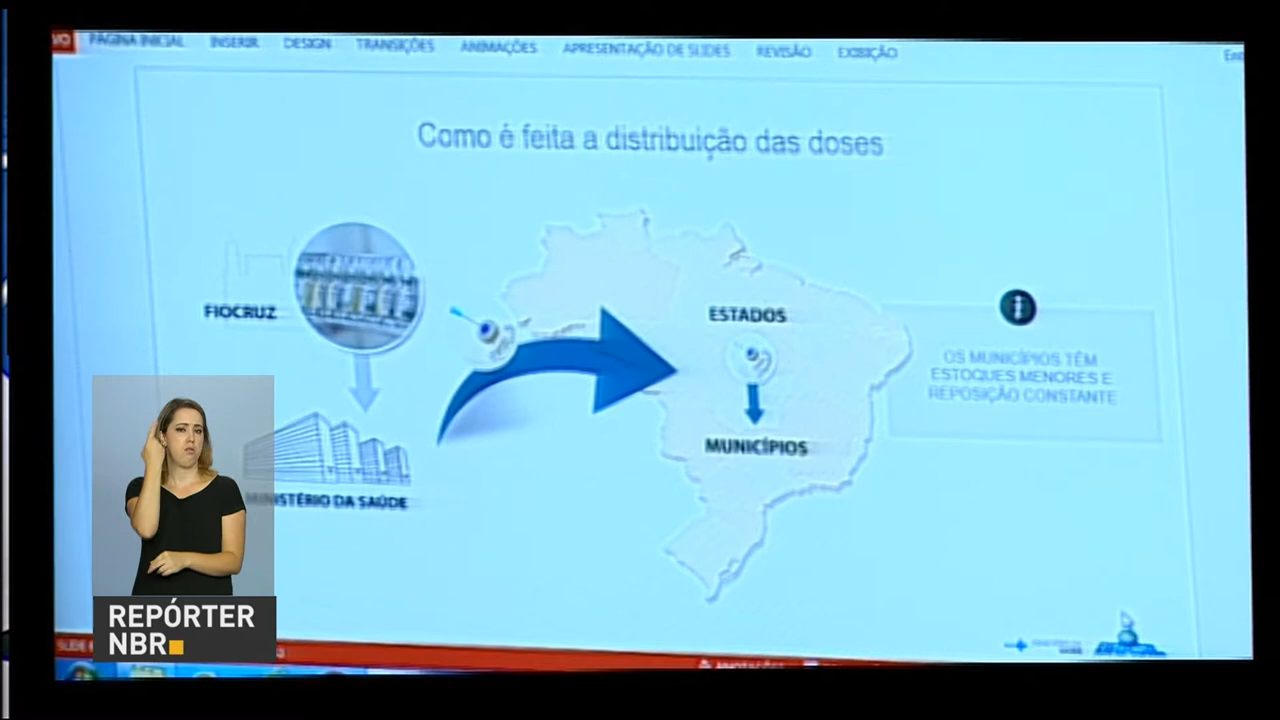 PÁGINA INICIAL INSERIR DESIGN TRANSIÇÕES ANIMAÇÕES APRESENTAÇÃO DE SLIDES REVISÃO EXIBIÇÃO
Como é feita a distribuição das doses
FIOCRUZ
MINISTÉRIO DA SAÚDE
ESTADOS
MUNICÍPIOS
OS MUNICÍPIOS TÊM
ESTOQUES MENORES E
REPOSIÇÃO CONSTANTE
REPÓRTER
NBR
ANOTAÇÕES